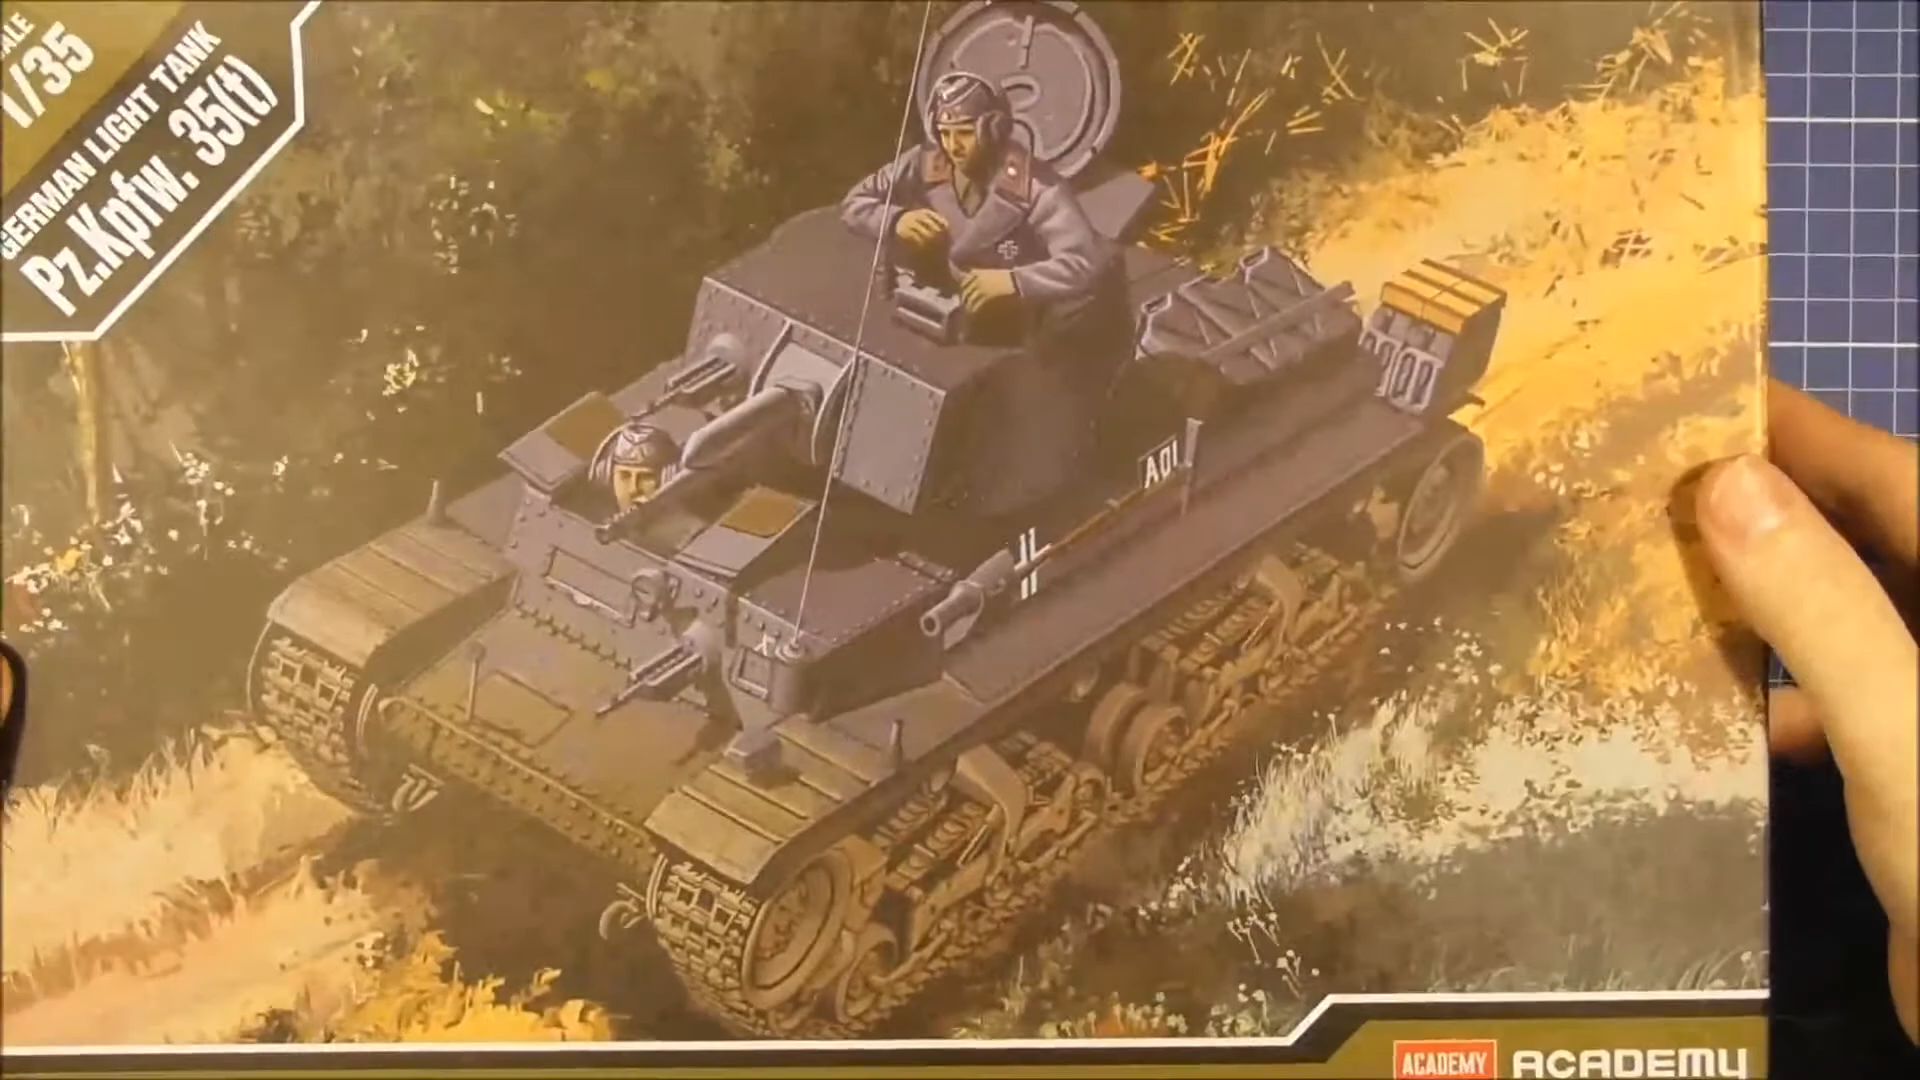 1/35
GERMAN LIGHT TANK
Pz.Kpfw. 35(t)
A01
ACADEMY
ACADEMY